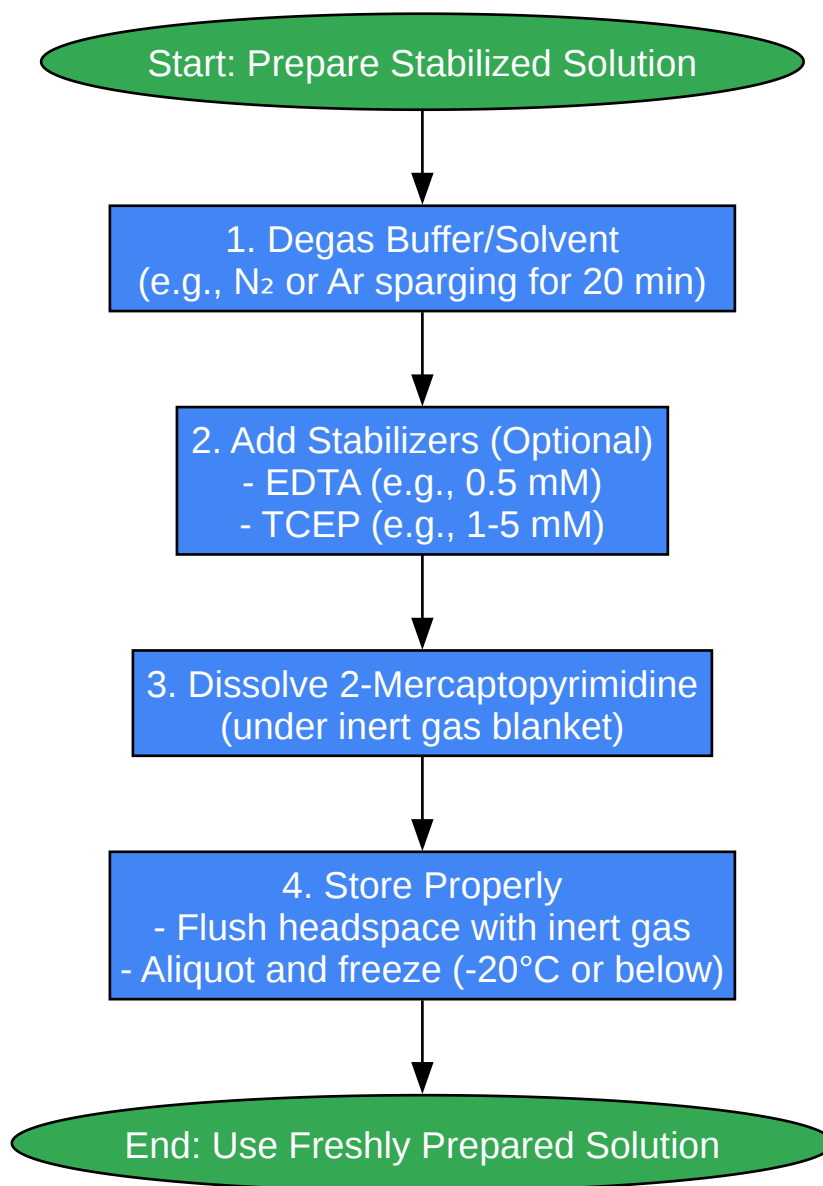 Start: Prepare Stabilized Solution
1. Degas Buffer/Solvent
(e.g., N₂ or Ar sparging for 20 min)
2. Add Stabilizers (Optional)
- EDTA (e.g., 0.5 mM)
- TCEP (e.g., 1-5 mM)
3. Dissolve 2-Mercaptopyrimidine
(under inert gas blanket)
4. Store Properly
- Flush headspace with inert gas
- Aliquot and freeze (-20°C or below)
End: Use Freshly Prepared Solution